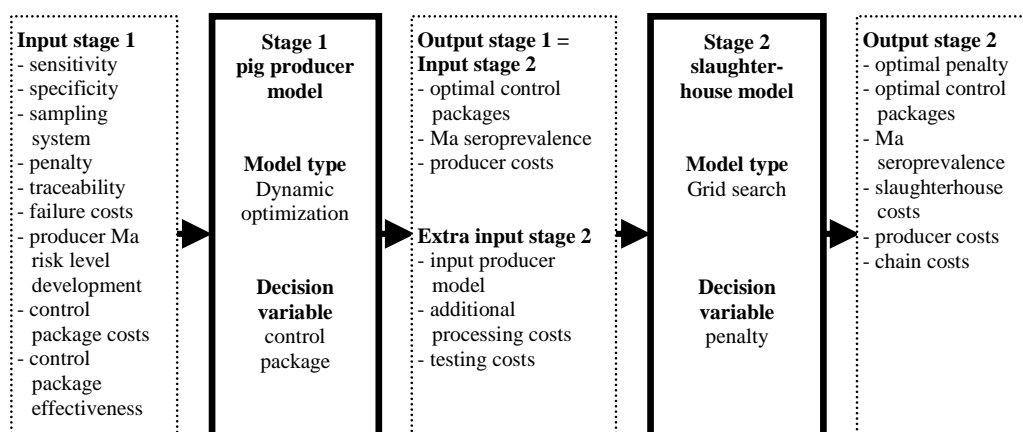 Input stage 1
- sensitivity
- specificity
- sampling
system
- penalty
- traceability
- failure costs
- producer Ma
risk level
development
- control
package costs
- control
package
effectiveness
Stage 1
pig producer
model
Model type
Dynamic
optimization
Decision
variable
control
package
Output stage 1 =
Input stage 2
- optimal control
packages
- Ma seroprevalence
- producer costs
Extra input stage 2
- input producer
model
- additional
processing costs
- testing costs
Stage 2
slaughter-
house model
Model type
Grid search
Decision
variable
penalty
Output stage 2
- optimal penalty
- optimal control
packages
- Ma
seroprevalence
- slaughterhouse
costs
- producer costs
- chain costs